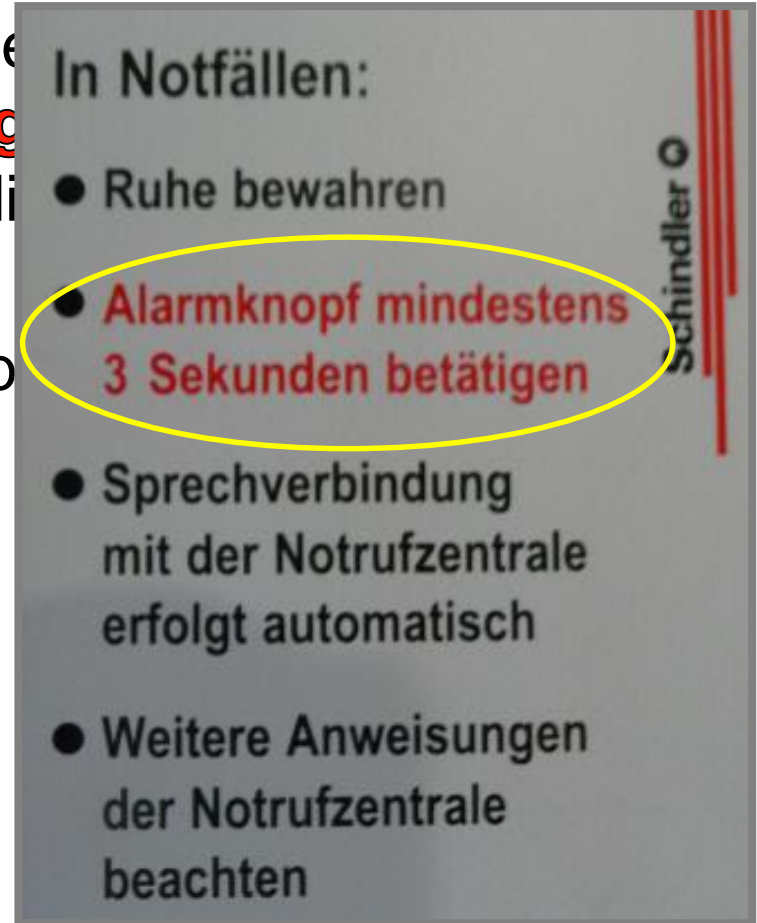 In Notfällen:
● Ruhe bewahren
● Alarmknopf mindestens
3 Sekunden betätigen
● Sprechverbindung
mit der Notrufzentrale
erfolgt automatisch
● Weitere Anweisungen
der Notrufzentrale
beachten
Schindler